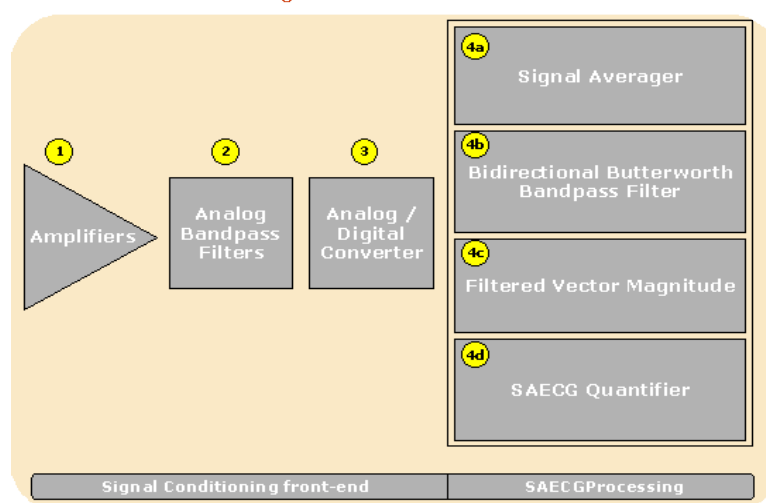 1
Amplifiers
2
Analog
Bandpass
Filters
3
Analog /
Digital
Converter
4a
Signal Averager
4b
Bidirectional Butterworth
Bandpass Filter
4c
Filtered Vector Magnitude
4d
SAECG Quantifier
Signal Conditioning front-end
SAECGProcessing